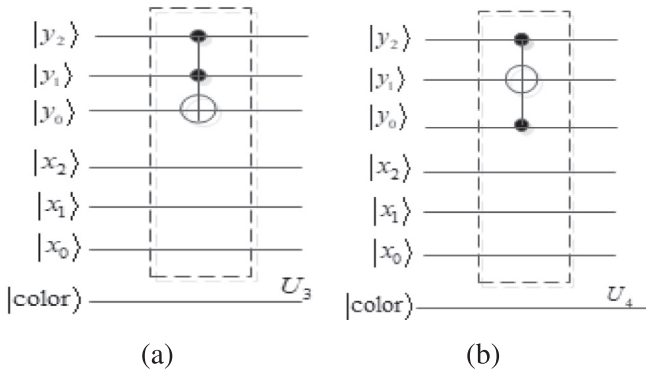 |y₂⟩
|y₁⟩
|y₀⟩
|x₂⟩
|x₁⟩
|x₀⟩
|color⟩
U₃
(a)
|y₂⟩
|y₁⟩
|y₀⟩
|x₂⟩
|x₁⟩
|x₀⟩
|color⟩
U₄
(b)